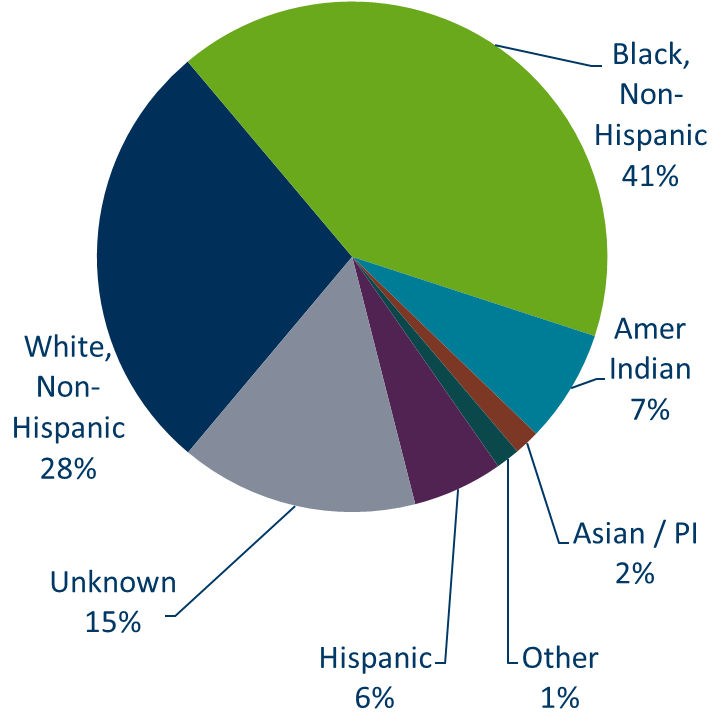 Black,
Non-
Hispanic
41%
Amer
Indian
7%
Asian / PI
2%
Other
1%
Hispanic
6%
Unknown
15%
White,
Non-
Hispanic
28%